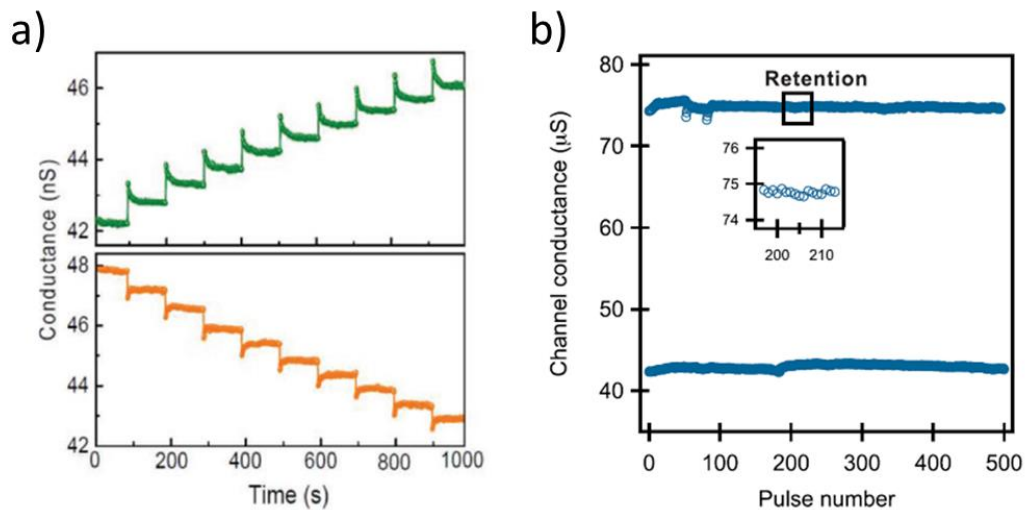 a)
46
44
42
48
46
44
42
Conductance (nS)
0 200 400 600 800 1000
Time (s)
b)
80
70
60
50
40
Channel conductance (µS)
Retention
76
75
74
200 210
0 100 200 300 400 500
Pulse number